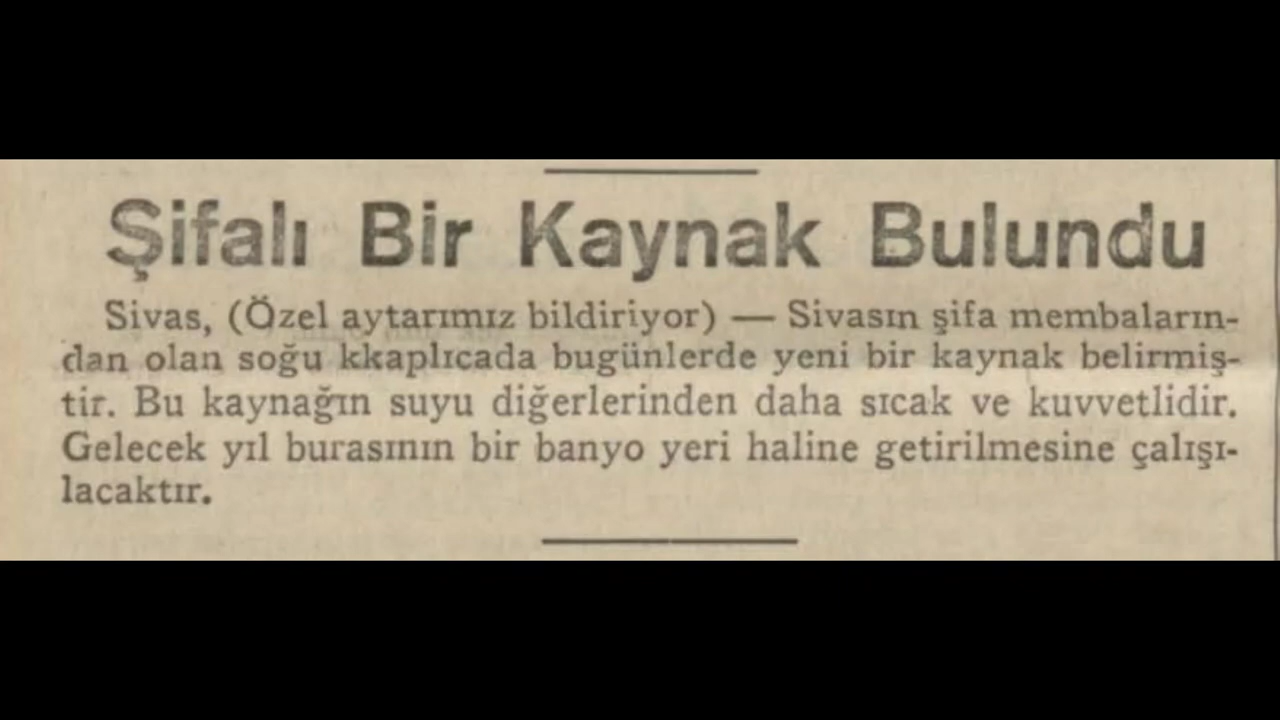 Şifalı Bir Kaynak Bulundu
Sivas, (Özel aytarımız bildiriyor) — Sivasın şifa membaların-
dan olan soğu kkaplıcada bugünlerde yeni bir kaynak belirmiş-
tir. Bu kaynağın suyu diğerlerinden daha sıcak ve kuvvetlidir.
Gelecek yıl burasının bir banyo yeri haline getirilmesine çalışı-
lacaktır.